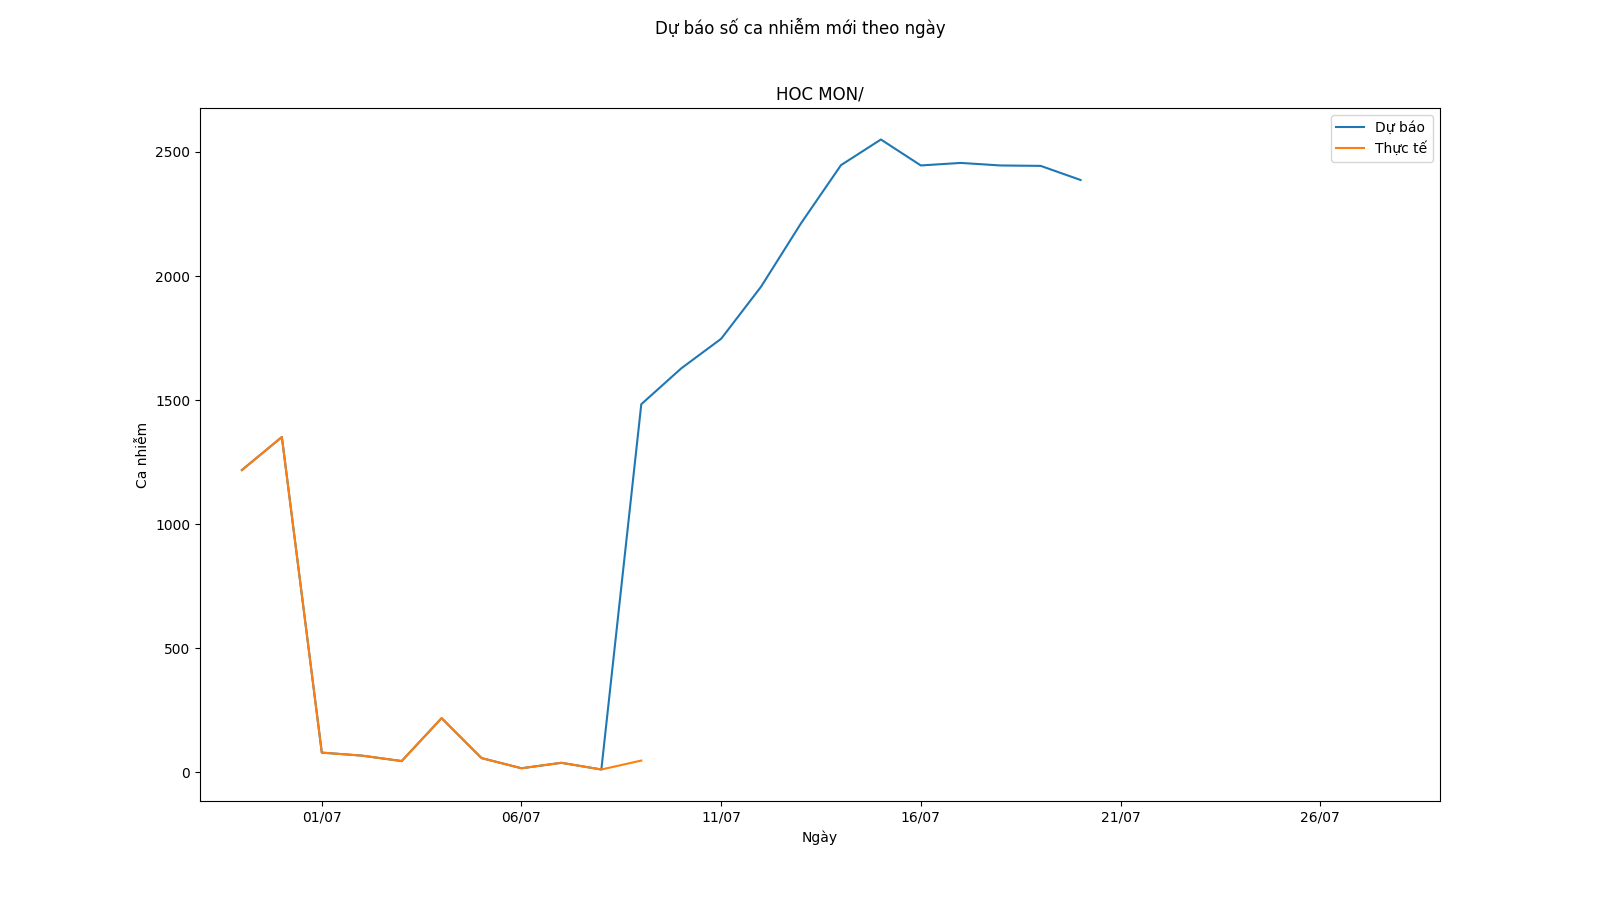 Dự báo số ca nhiễm mới theo ngày
HOC MON/
Dự báo
Thực tế
2500
2000
1500
1000
500
0
Ca nhiễm
01/07
06/07
11/07
16/07
21/07
26/07
Ngày